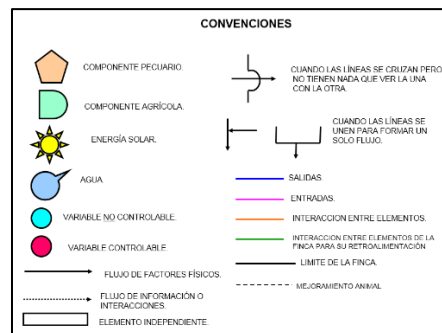 CONVENCIONES
COMPONENTE PECUARIO.
COMPONENTE AGRÍCOLA.
ENERGÍA SOLAR.
AGUA
VARIABLE NO CONTROLABLE.
VARIABLE CONTROLABLE.
FLUJO DE FACTORES FÍSICOS.
FLUJO DE INFORMACIÓN O
INTERACCIONES.
ELEMENTO INDEPENDIENTE.
CUANDO LAS LÍNEAS SE CRUZAN PERO
NO TIENEN NADA QUE VER LA UNA
CON LA OTRA.
CUANDO LAS LÍNEAS SE
UNEN PARA FORMAR UN
SOLO FLUJO.
SALIDAS.
ENTRADAS.
INTERACCION ENTRE ELEMENTOS.
INTERACCION ENTRE ELEMENTOS DE LA
FINCA PARA SU RETROALIMENTACIÓN
LIMITE DE LA FINCA.
MEJORAMIENTO ANIMAL